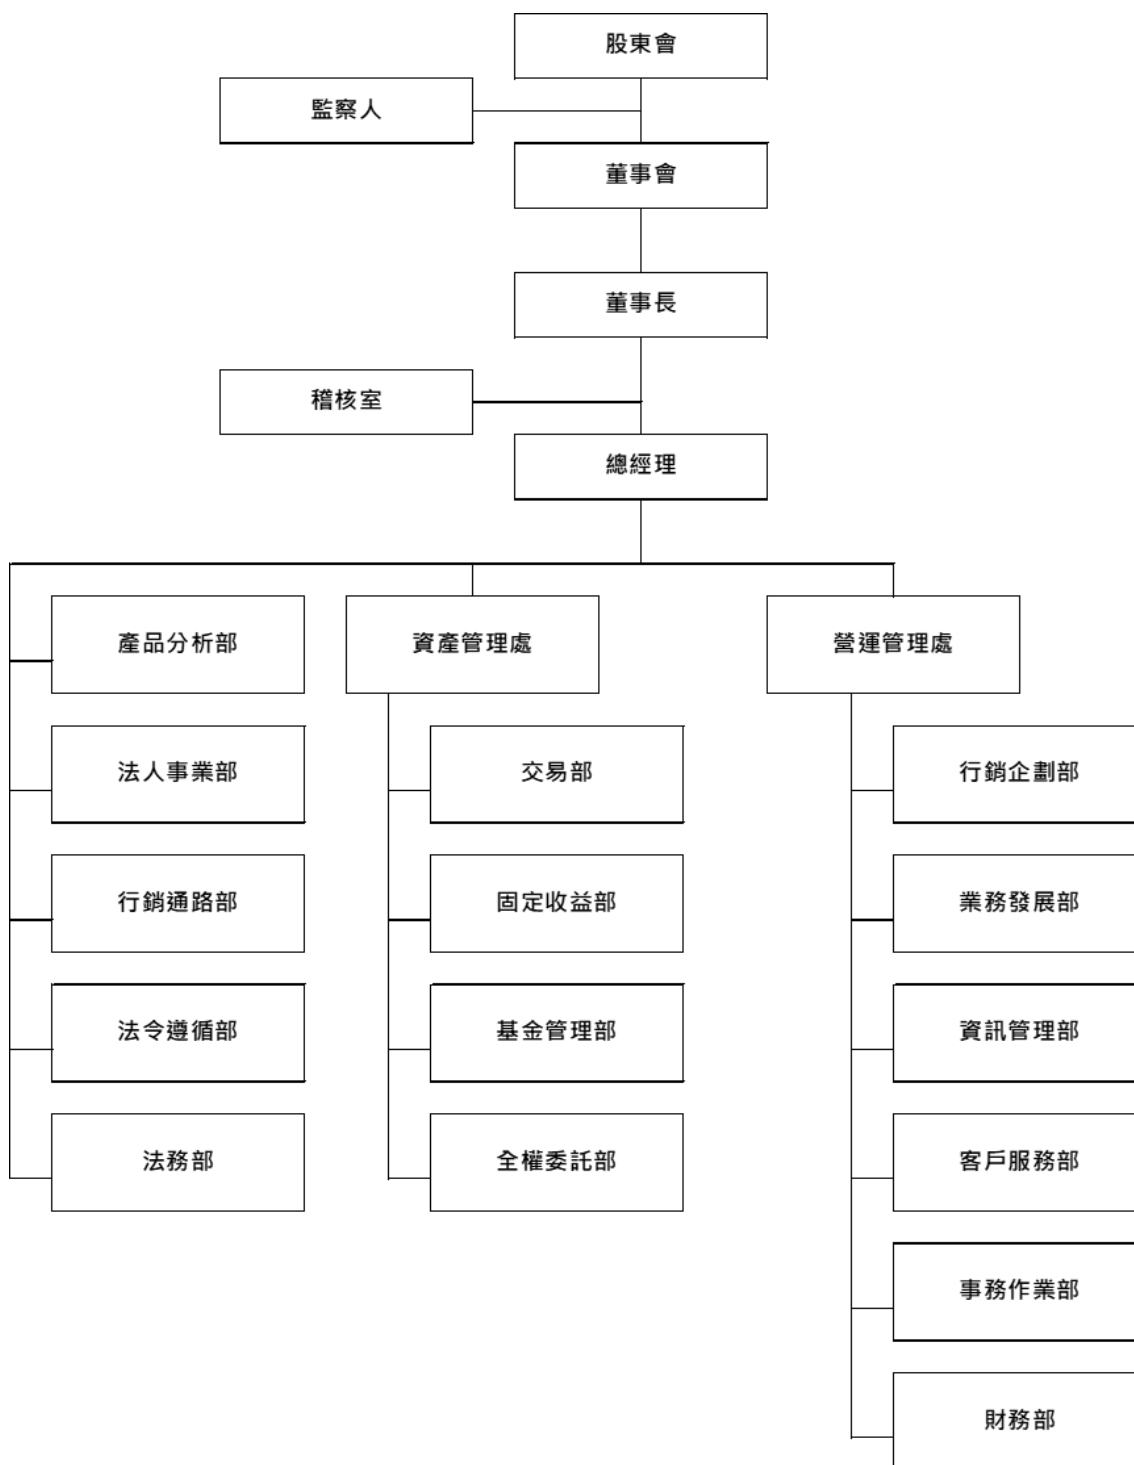 股東會
監察人
董事會
董事長
稽核室
總經理
產品分析部
資產管理處
營運管理處
法人事業部
交易部
行銷企劃部
行銷通路部
固定收益部
業務發展部
法令遵循部
基金管理部
資訊管理部
法務部
全權委託部
客戶服務部
事務作業部
財務部